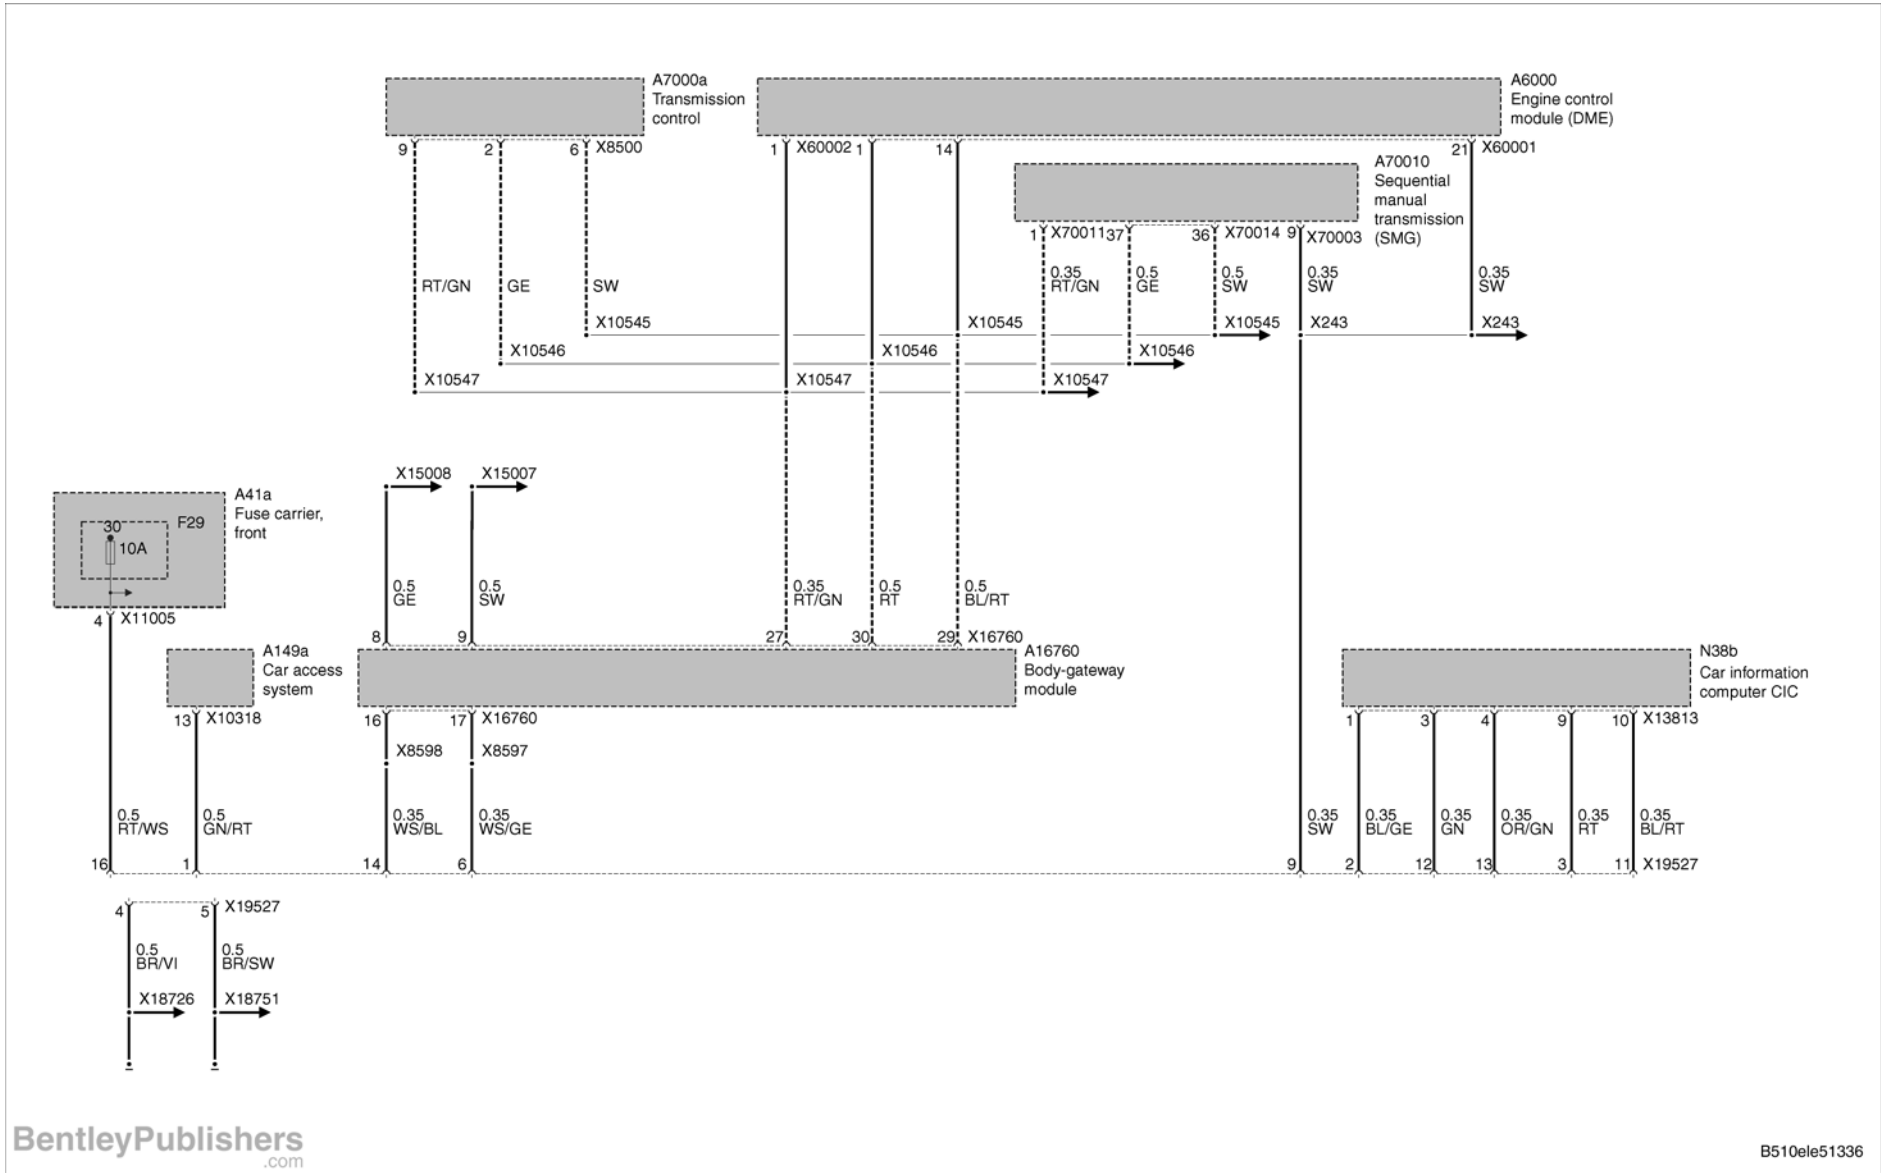 A7000a
Transmission
control
A6000
Engine control
module (DME)
9
2
6
X8500
1
X60002
1
14
21
X60001
A70010
Sequential
manual
transmission
(SMG)
1
X70011
37
36
X70014
9
X70003
RT/GN
GE
SW
0.35
RT/GN
0.5
GE
0.5
SW
0.35
SW
0.35
SW
X10545
X10545
X10545
X243
X243
X10546
X10546
X10546
X10547
X10547
X10547
X15008
X15007
A41a
Fuse carrier,
front
30
F29
10A
4
X11005
0.5
GE
0.5
SW
0.35
RT/GN
0.5
RT
0.5
BL/RT
8
9
27
30
29
X16760
A149a
Car access
system
A16760
Body-gateway
module
N38b
Car information
computer CIC
13
X10318
16
17
X16760
1
3
4
9
10
X13813
X8598
X8597
0.5
RT/WS
0.5
GN/RT
0.35
WS/BL
0.35
WS/GE
0.35
SW
0.35
BL/GE
0.35
GN
0.35
OR/GN
0.35
RT
0.35
BL/RT
16
1
14
6
9
2
12
13
3
11
X19527
4
5
X19527
0.5
BR/VI
0.5
BR/SW
X18726
X18751
BentleyPublishers
.com
B510ele51336